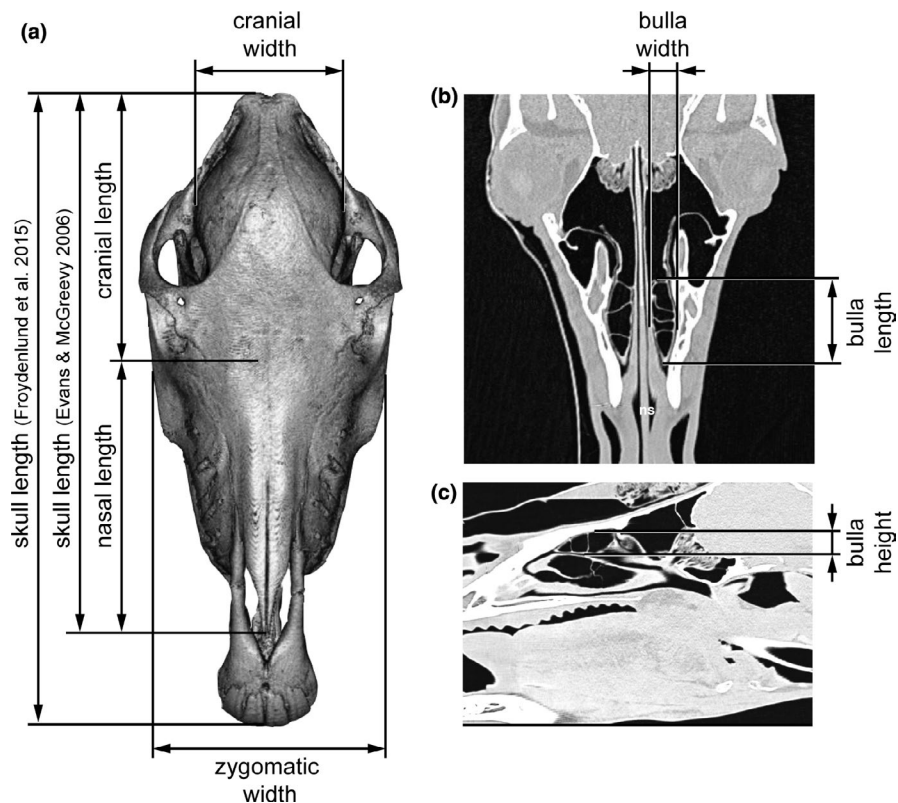 (a)
cranial
width
skull length (Froydenlund et al. 2015)
skull length (Evans & McGreevy 2006)
cranial length
nasal length
zygomatic
width
bulla
width
(b)
bulla
length
ns
(c)
bulla
height